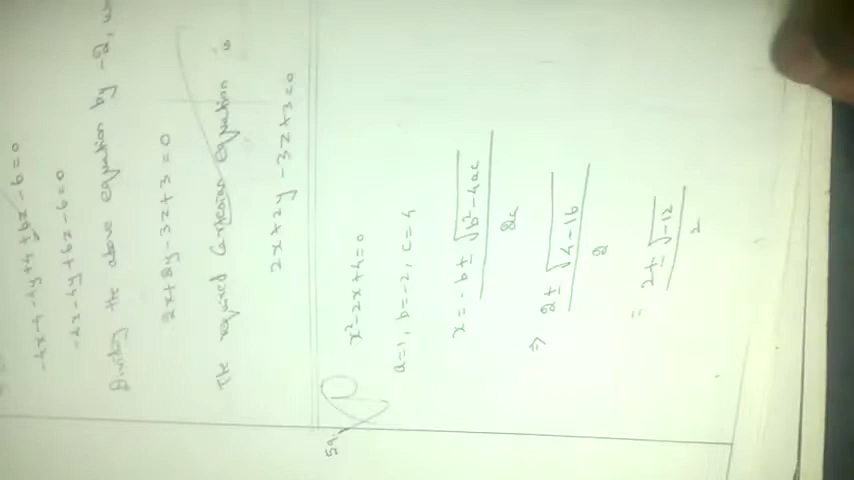 -4x-4-4y+4+6z-6=0
-4x-4y+6z-6=0
Dividing the above equation by -2,
2x+2y-3z+3=0
The required Cartesian equation is
2x+2y-3z+3=0
59.
x²-2x+4=0
a=1, b=-2, c=4
x = -b ± √b²-4ac / 2a
⇒ 2 ± √4-16 / 2
= 2 ± √-12 / 2